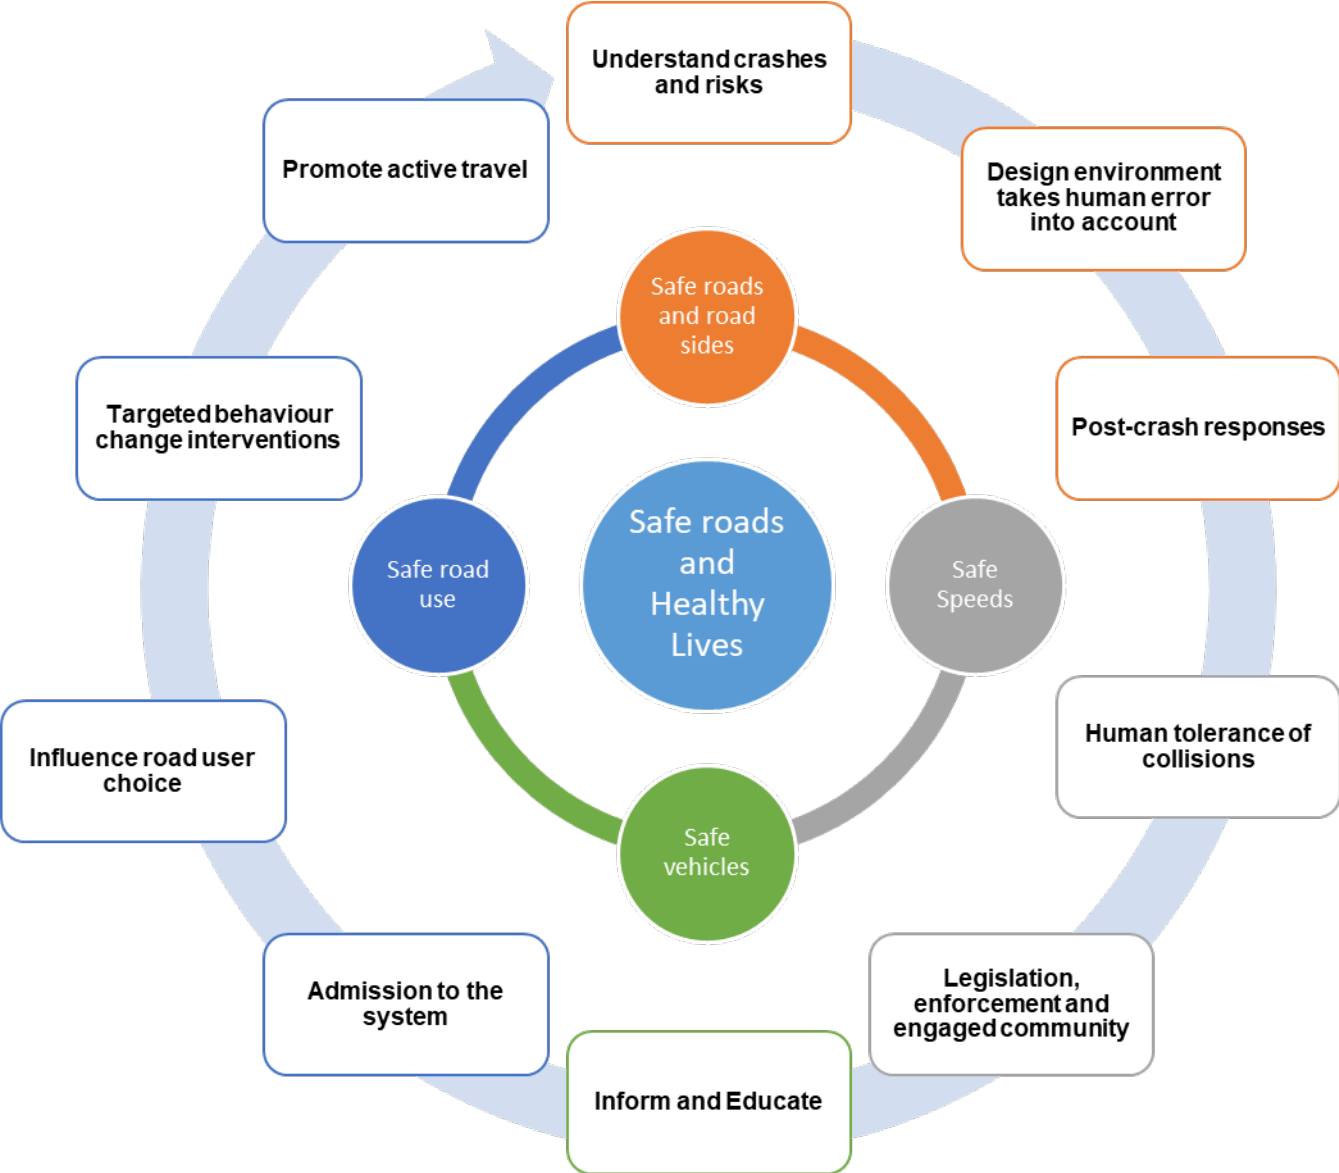 Understand crashes
and risks
Promote active travel
Design environment
takes human error
into account
Safe roads
and road
sides
Targeted behaviour
change interventions
Post-crash responses
Safe roads
and
Healthy
Lives
Safe road
use
Safe
Speeds
Influence road user
choice
Human tolerance of
collisions
Safe
vehicles
Admission to the
system
Legislation,
enforcement and
engaged community
Inform and Educate